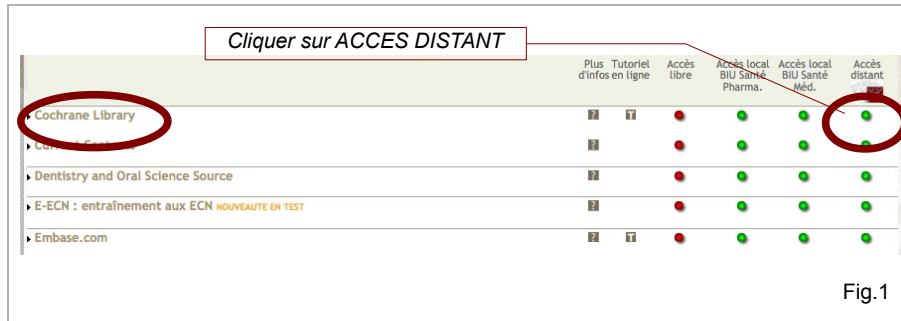 Cliquer sur ACCES DISTANT
Plus d'infos
Tutoriel en ligne
Accès libre
Accès local BIU Santé Pharma.
Accès local BIU Santé Méd.
Accès distant
Cochrane Library ? T
Current Contents ?
Dentistry and Oral Science Source ?
E-ECN : entraînement aux ECN NOUVEAUTE EN TEST ?
Embase.com ? T
Fig.1